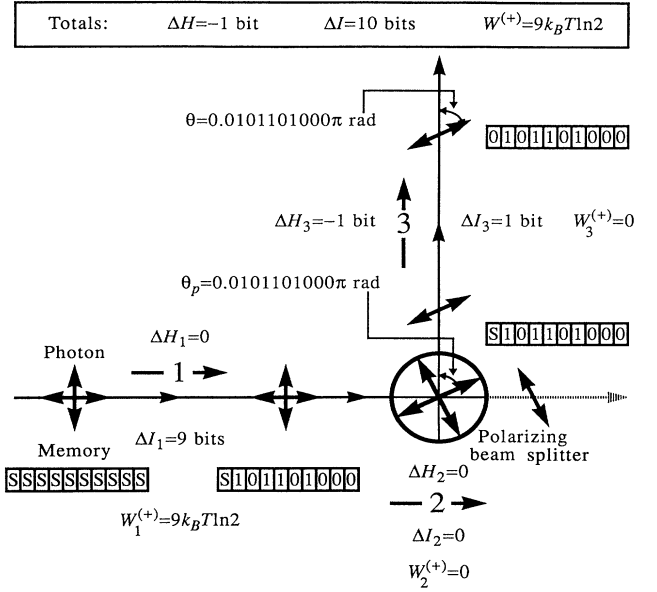 Totals: ΔH=−1 bit ΔI=10 bits W(+)=9kBTln2
θ=0.0101101000π rad
0101101000
ΔH3=−1 bit 3 ΔI3=1 bit W3(+)=0
θp=0.0101101000π rad
S101101000
ΔH1=0
Photon
1
Memory
ΔI1=9 bits
Polarizing
beam splitter
SSSSSSSSSS S101101000
ΔH2=0
2
W1(+)=9kBTln2
ΔI2=0
W2(+)=0